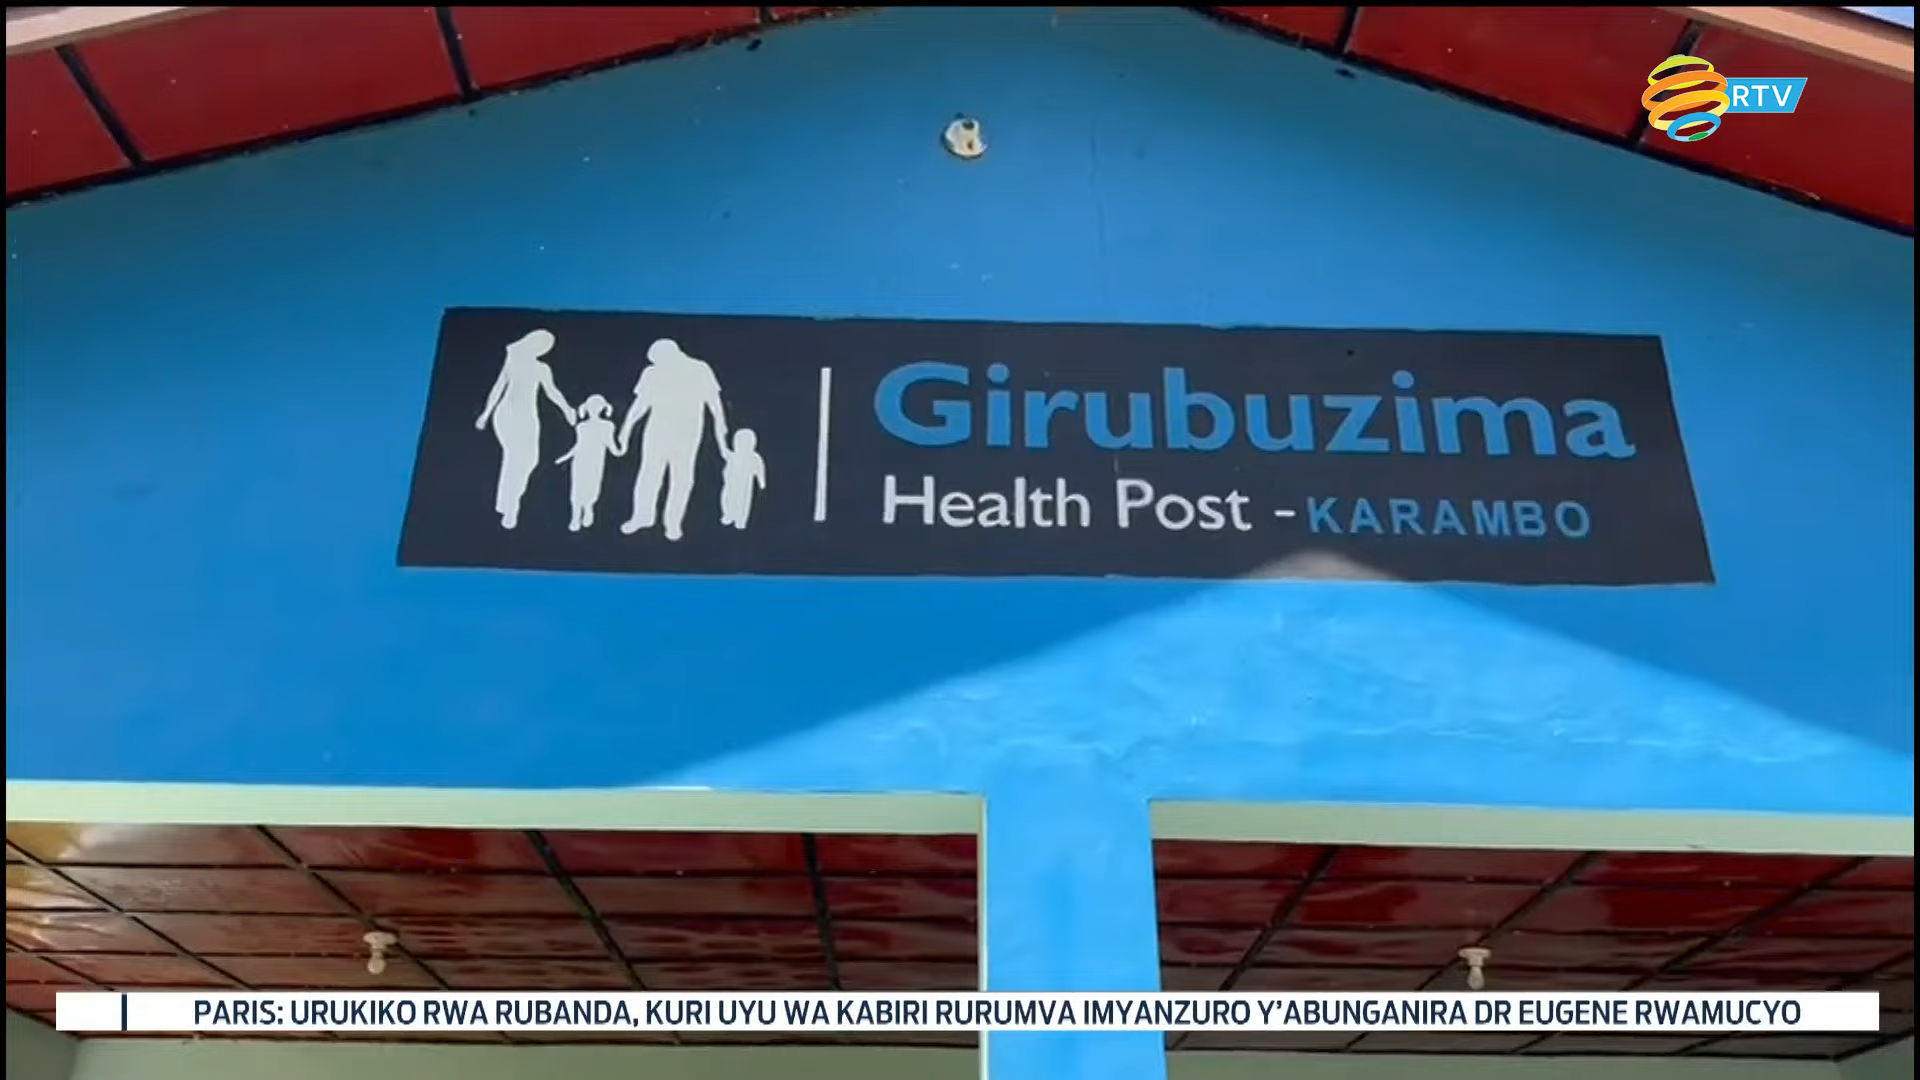 RTV
Girubuzima
Health Post - KARAMBO
PARIS: URUKIKO RWA RUBANDA, KURI UYU WA KABIRI RURUMVA IMYANZURO Y'ABUNGANIRA DR EUGENE RWAMUCYO